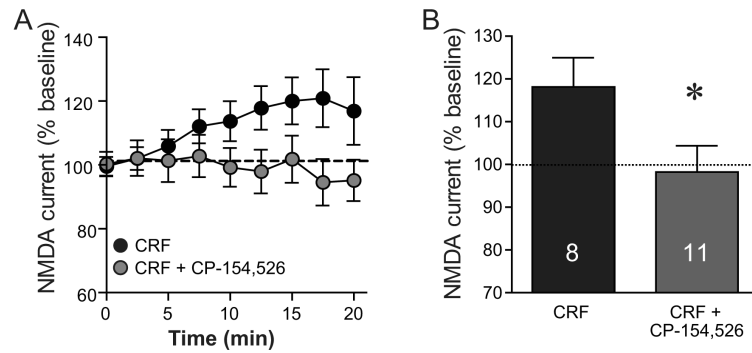 A
NMDA current (% baseline)
140
120
100
80
60
CRF
CRF + CP-154,526
0
5
10
15
20
Time (min)
B
NMDA current (% baseline)
130
120
110
100
90
80
70
*
8
11
CRF
CRF +
CP-154,526